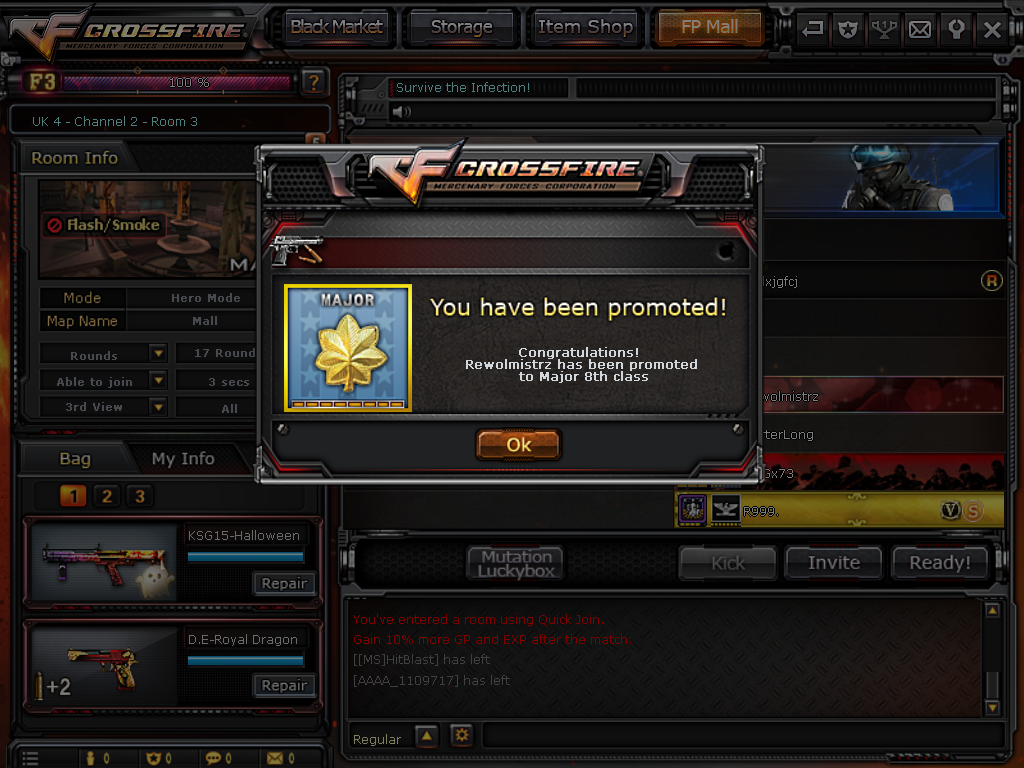 CROSSFIRE
MERCENARY FORCES CORPORATION
Black Market
Storage
Item Shop
FP Mall
F3
100 %
?
Survive the Infection!
UK 4 - Channel 2 - Room 3
Room Info
Flash/Smoke
Mode
Hero Mode
Map Name
Mall
Rounds
17 Round
Able to join
3 secs
3rd View
All
CROSSFIRE
MERCENARY FORCES CORPORATION
MAJOR
You have been promoted!
Congratulations!
Rewolmistrz has been promoted
to Major 8th class
Ok
lxjgfcj
R
volmistrz
terLong
Gx73
R999.
V
S
Bag
My Info
1
2
3
KSG15-Halloween
Repair
D.E-Royal Dragon
+2
Repair
Mutation
Luckybox
Kick
Invite
Ready!
You've entered a room using Quick Join.
Gain 10% more GP and EXP after the match.
[[MS]HitBlast] has left
[AAAA_1109717] has left
Regular
0
0
0
0